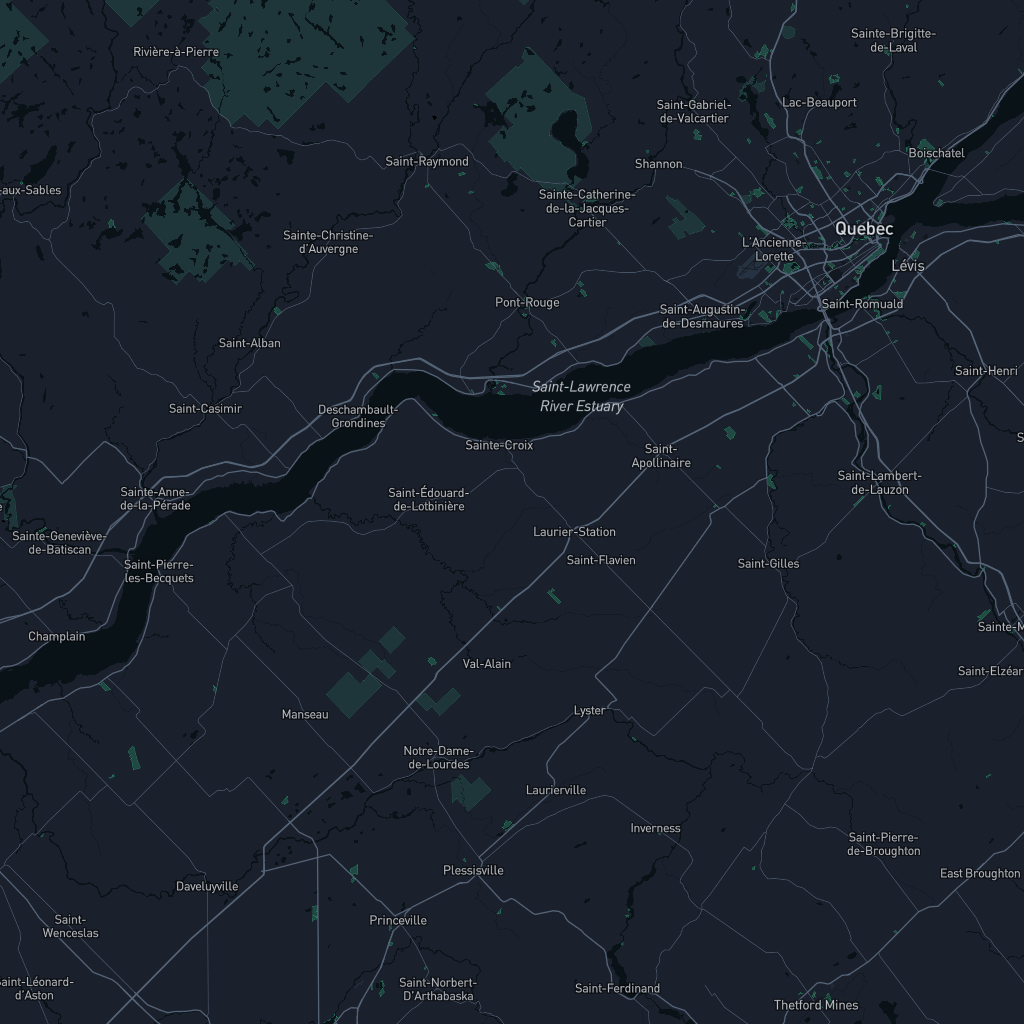 Sainte-Brigitte-
de-Laval
Rivière-à-Pierre
Saint-Gabriel-
de-Valcartier
Lac-Beauport
Boischatel
Saint-Raymond
Shannon
-aux-Sables
Sainte-Catherine-
de-la-Jacques-
Cartier
Quebec
Sainte-Christine-
d'Auvergne
L'Ancienne-
Lorette
Lévis
Pont-Rouge
Saint-Romuald
Saint-Augustin-
de-Desmaures
Saint-Alban
Saint-Henri
Saint-Lawrence
River Estuary
Saint-Casimir
Deschambault-
Grondines
Sainte-Croix
Saint-
Apollinaire
Saint-Lambert-
de-Lauzon
Sainte-Anne-
de-la-Pérade
Saint-Édouard-
de-Lotbinière
Laurier-Station
Sainte-Geneviève-
de-Batiscan
Saint-Flavien
Saint-Gilles
Saint-Pierre-
les-Becquets
Champlain
Sainte-M
Val-Alain
Saint-Elzéar
Manseau
Lyster
Notre-Dame-
de-Lourdes
Laurierville
Inverness
Saint-Pierre-
de-Broughton
Plessisville
East Broughton
Daveluyville
Princeville
Saint-
Wenceslas
Saint-Léonard-
d'Aston
Saint-Norbert-
D'Arthabaska
Saint-Ferdinand
Thetford Mines